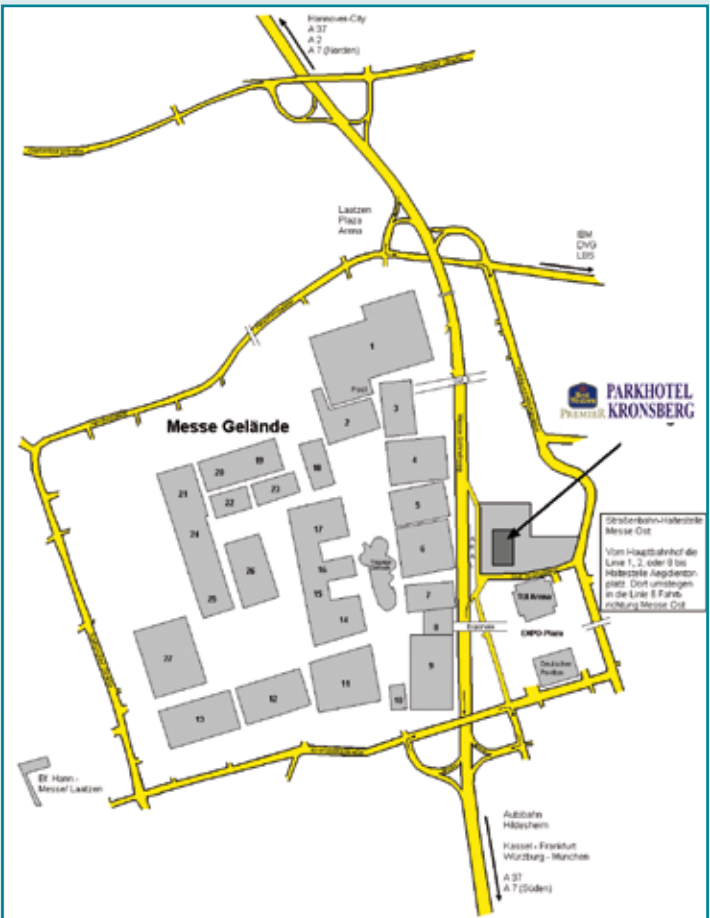 Hannover-City
A 37
A 2
A 7 (Norden)
Laatzen
Plaza
Arena
IBM
DVG
LBS
1
Post
2
3
BEST
WESTERN
PREMIER
PARKHOTEL
KRONSBERG
Messe Gelände
4
5
6
7
8
9
10
11
12
13
14
15
16
17
18
19
20
21
22
23
24
25
26
27
Straßenbahn-Haltestelle
Messe Ost
Vom Hauptbahnhof die
Linie 1, 2, oder 8 bis
Haltestelle Aegidientor-
platz. Dort umsteigen
in die Linie 6 Fahrt-
richtung Messe Ost
TUI Arena
EXPO-Plaza
Expo
Deutscher
Pavillon
Bf. Hann -
Messe/ Laatzen
Autobahn
Hildesheim
Kassel - Frankfurt
Würzburg - München
A 37
A 7 (Süden)